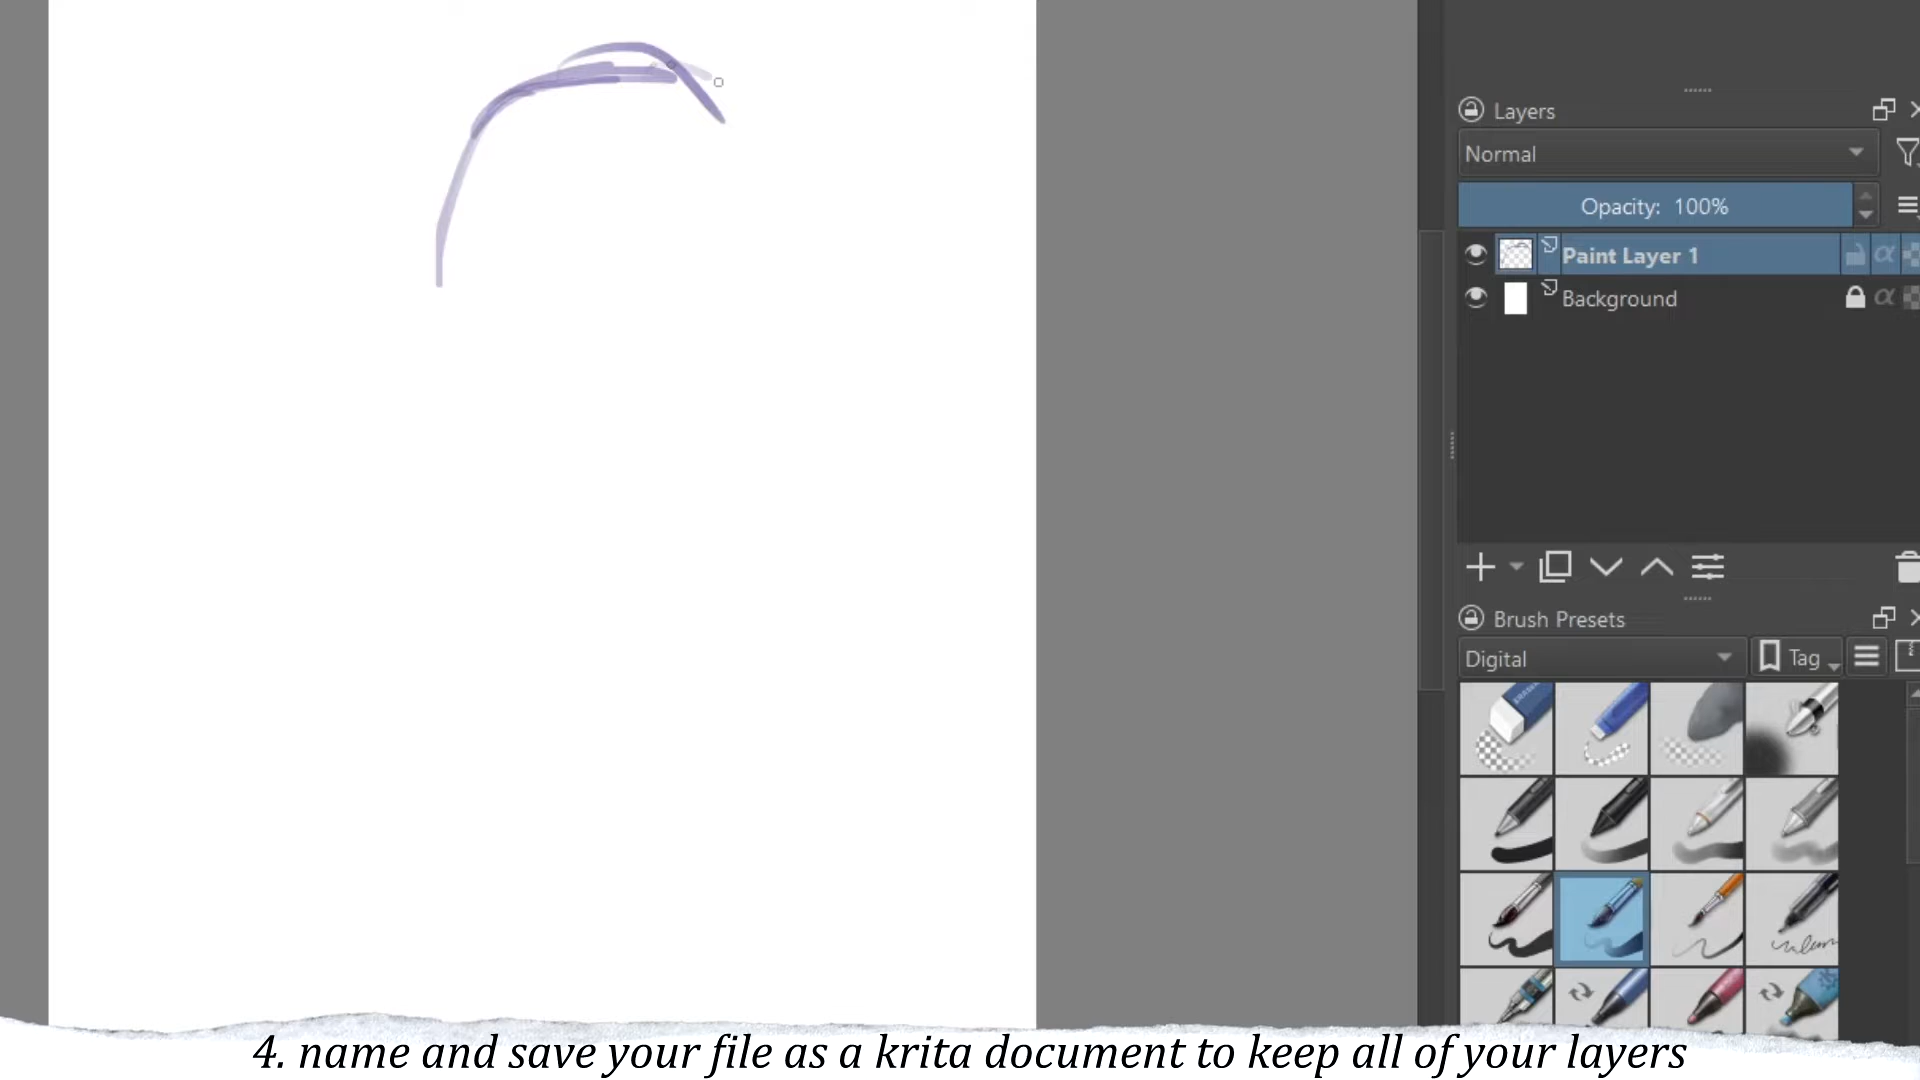 Layers
Normal
Opacity: 100%
Paint Layer 1
Background
Brush Presets
Digital
Tag
4. name and save your file as a krita document to keep all of your layers